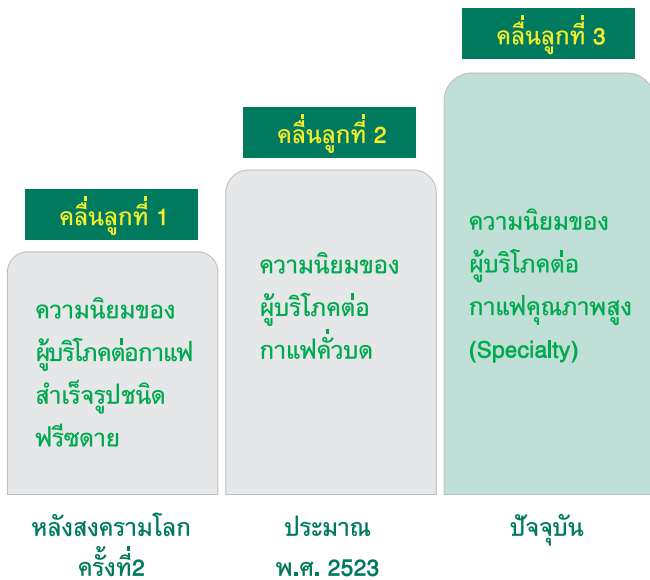 คลื่นลูกที่ 1
ความนิยมของ
ผู้บริโภคต่อกาแฟ
สำเร็จรูปชนิด
ฟรีซดาย
หลังสงครามโลก
ครั้งที่2
คลื่นลูกที่ 2
ความนิยมของ
ผู้บริโภคต่อ
กาแฟคั่วบด
ประมาณ
พ.ศ. 2523
คลื่นลูกที่ 3
ความนิยมของ
ผู้บริโภคต่อ
กาแฟคุณภาพสูง
(Specialty)
ปัจจุบัน